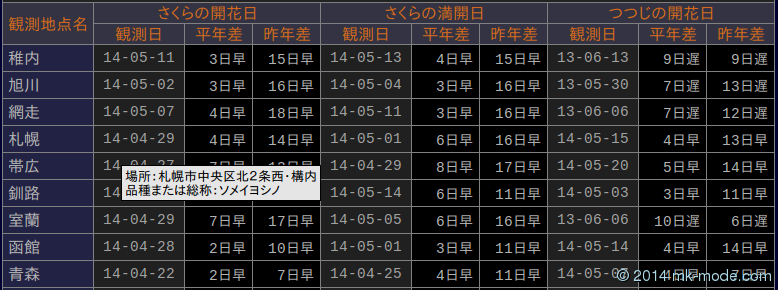 観測地点名 さくらの開花日 さくらの満開日 つつじの開花日
観測日 平年差 昨年差 観測日 平年差 昨年差 観測日 平年差 昨年差
稚内 14-05-11 3日早 15日早 14-05-13 4日早 15日早 13-06-13 9日遅 9日遅
旭川 14-05-02 3日早 16日早 14-05-04 3日早 16日早 13-05-30 7日遅 13日遅
網走 14-05-07 4日早 18日早 14-05-11 3日早 16日早 13-06-06 7日遅 12日遅
札幌 14-04-29 4日早 14日早 14-05-01 6日早 16日早 14-05-15 4日早 13日早
帯広 14-04-27 14-04-29 8日早 17日早 14-05-14 5日早 20日早
場所：札幌市中央区北２条西・構内
品種または総称：ソメイヨシノ
釧路 14-05-14 6日早 11日早 14-05-03 3日早 11日早
室蘭 14-04-29 7日早 17日早 14-05-05 6日早 16日早 13-06-06 10日遅 6日遅
函館 14-04-28 2日早 10日早 14-05-01 3日早 11日早 14-05-14 4日早 14日早
青森 14-04-22 2日早 7日早 14-04-25 4日早 11日早
© 2014 mk-mode.com